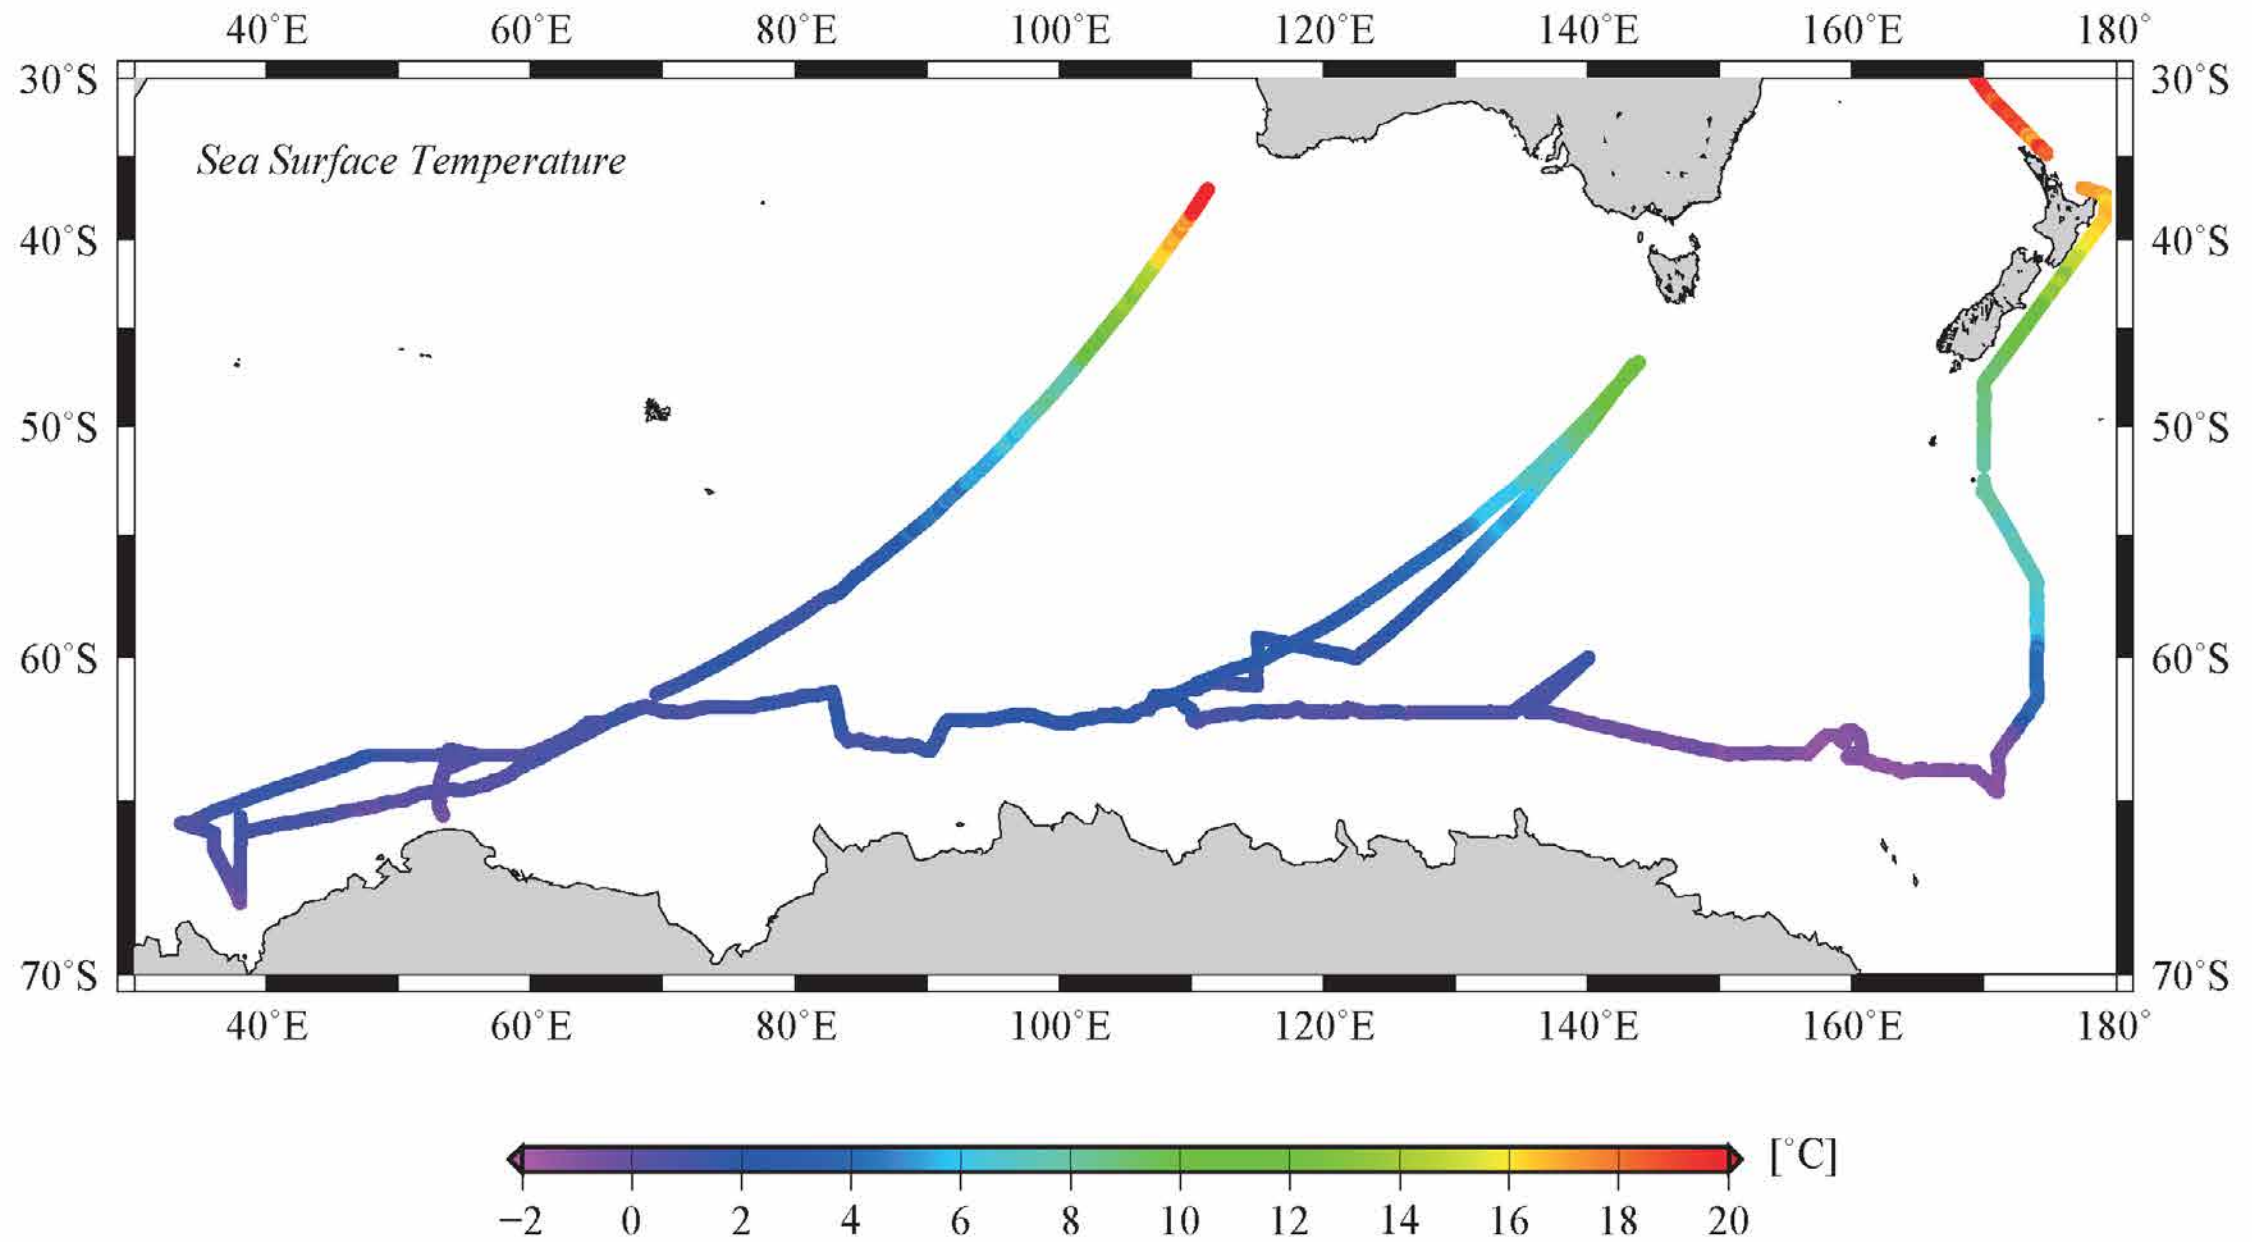 40°E 60°E 80°E 100°E 120°E 140°E 160°E 180°
30°S 30°S
Sea Surface Temperature
40°S 40°S
50°S 50°S
60°S 60°S
70°S 70°S
40°E 60°E 80°E 100°E 120°E 140°E 160°E 180°
[°C]
−2 0 2 4 6 8 10 12 14 16 18 20